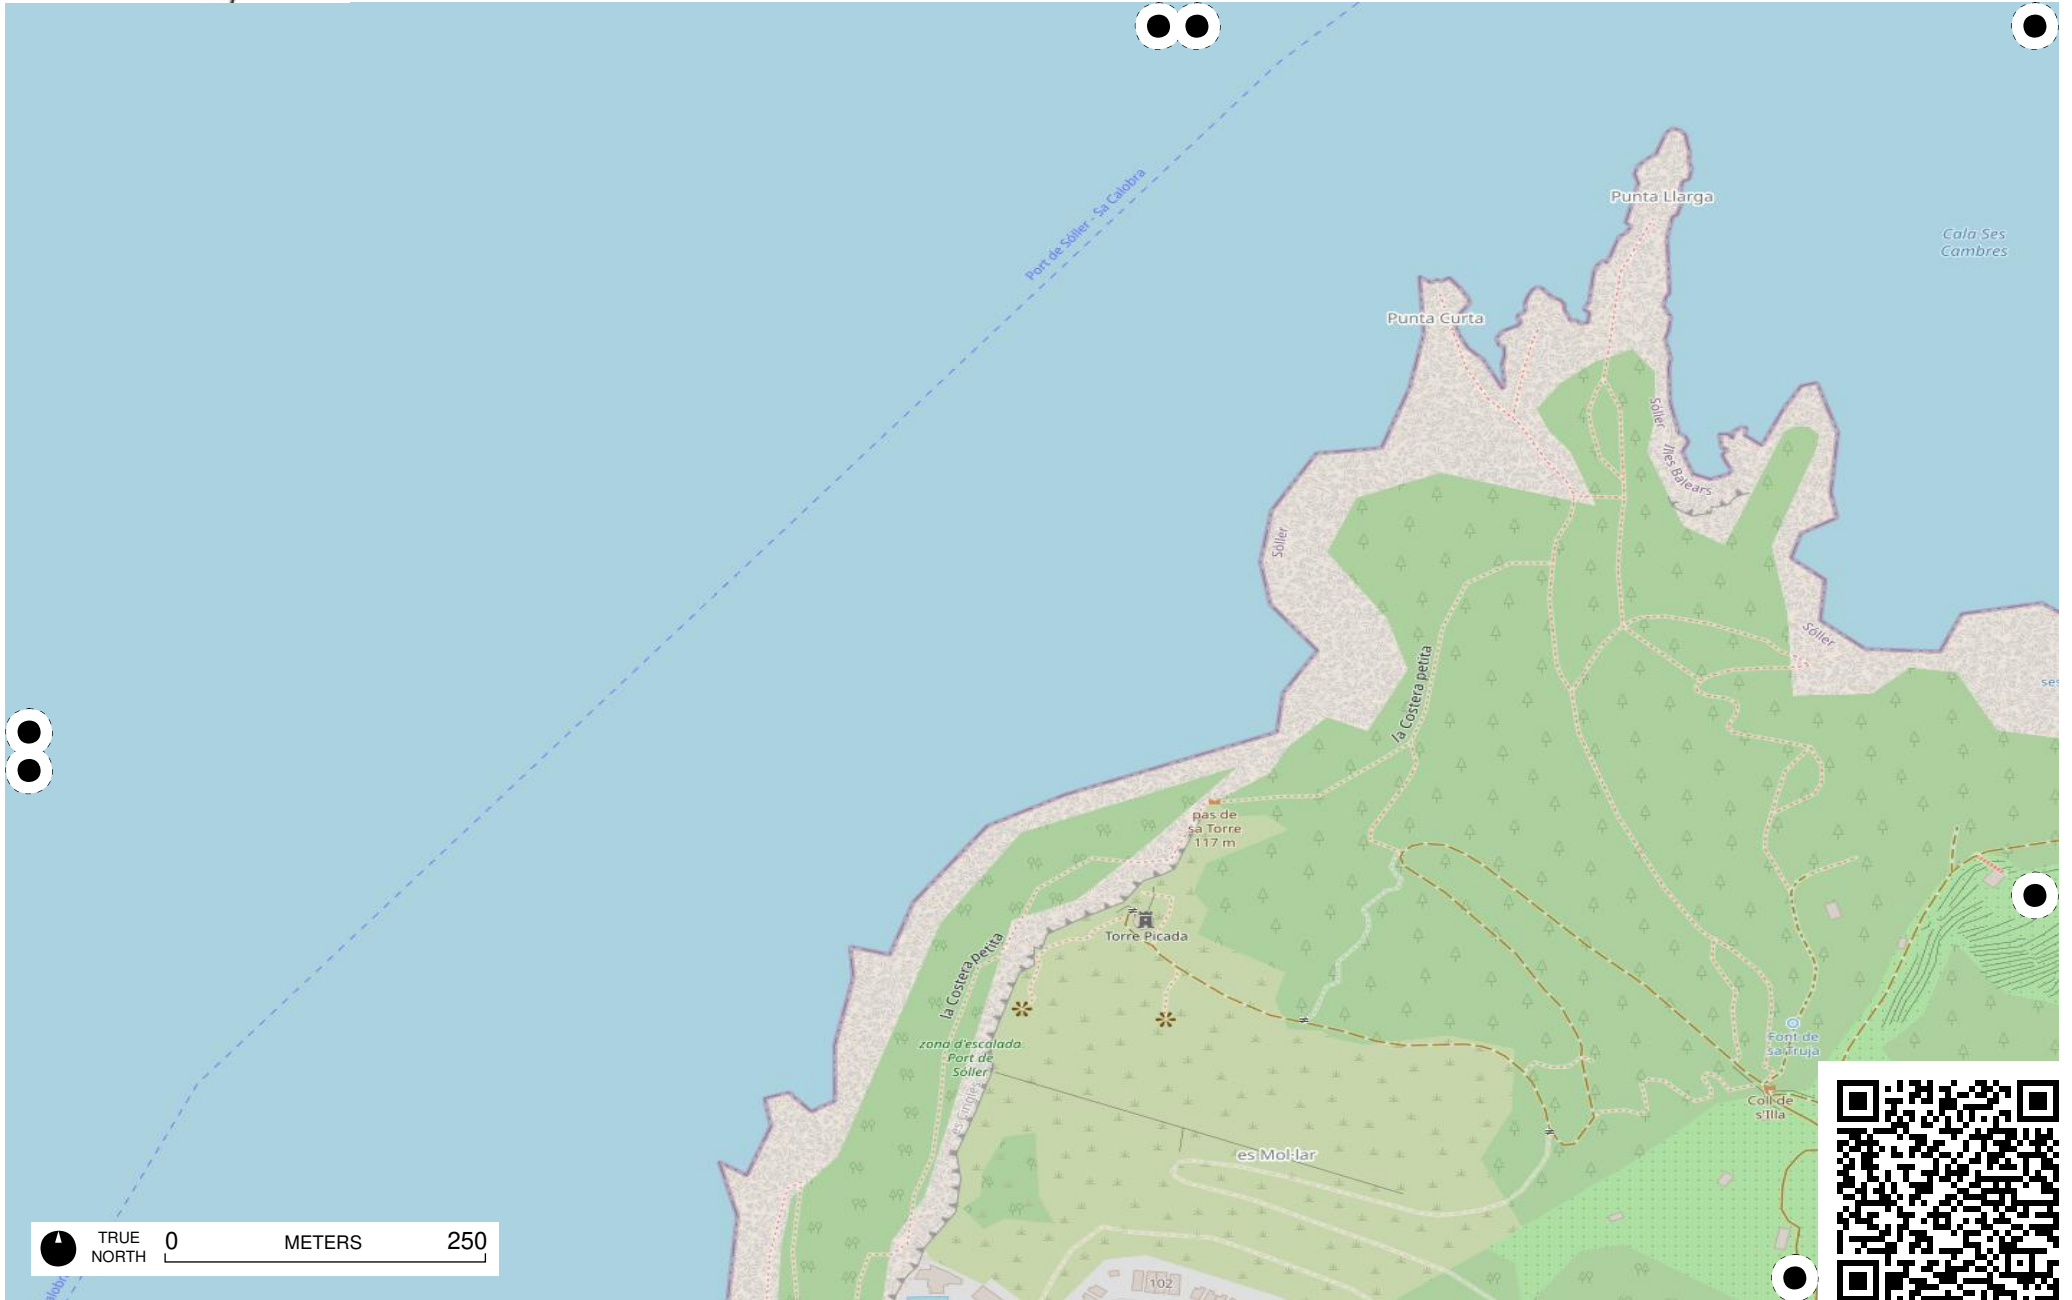 Port de Sóller - Sa Calobra
Punta Llarga
Cala Ses
Cambres
Punta Curta
Sóller
Illes Balears
Sóller
Sóller
la Costera petita
pas de
sa Torre
117 m
Torre Picada
la Costera petita
zona d'escalada
Port de
Sóller
es Cingles
Font de
sa Truja
Coll de
s'Illa
es Mol·lar
102
TRUE
NORTH
0
METERS
250